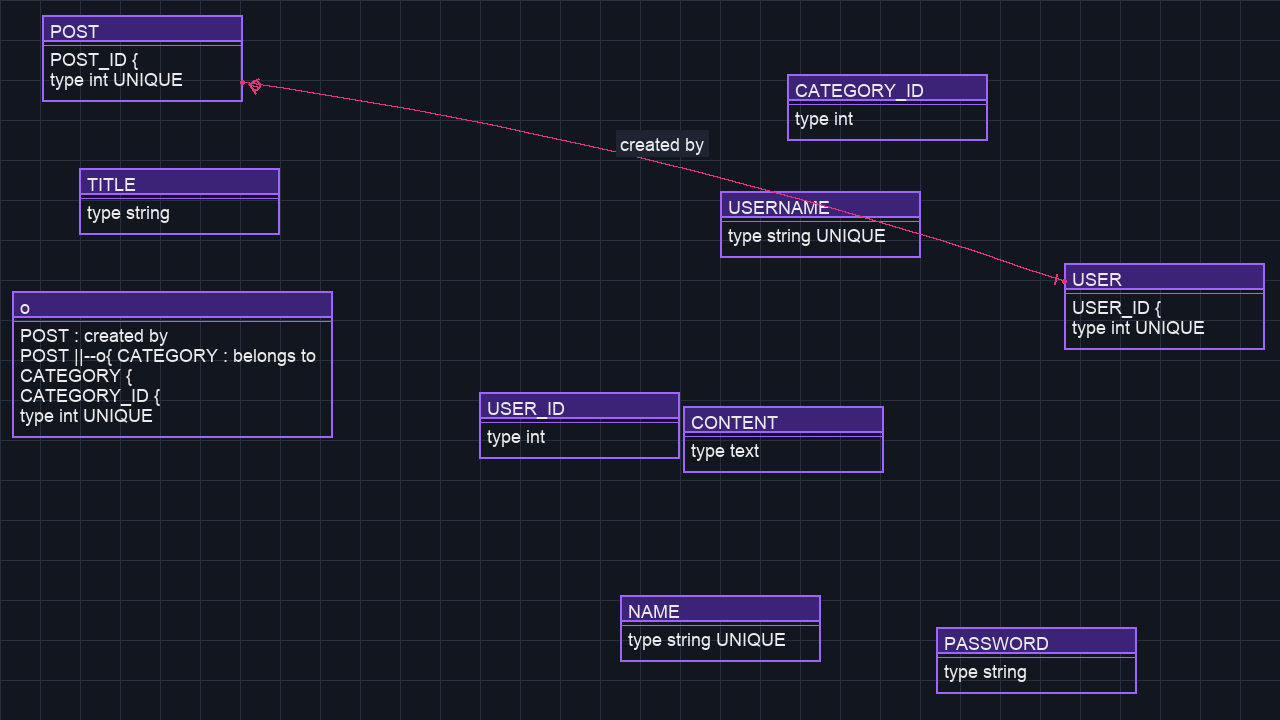 POST
POST_ID {
type int UNIQUE
CATEGORY_ID
type int
created by
TITLE
type string
USERNAME
type string UNIQUE
USER
USER_ID {
type int UNIQUE
o
POST : created by
POST ||--o{ CATEGORY : belongs to
CATEGORY {
CATEGORY_ID {
type int UNIQUE
USER_ID
type int
CONTENT
type text
NAME
type string UNIQUE
PASSWORD
type string